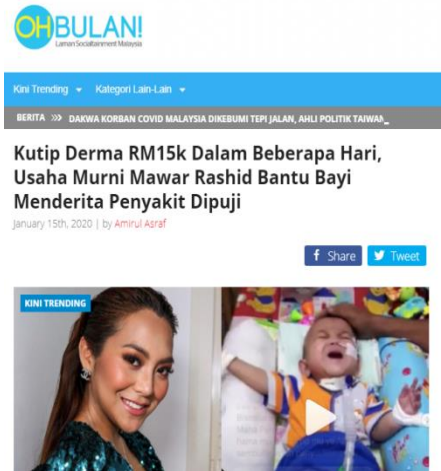 OHBULANI!
Laman Socialtainment Malaysia
Kini Trending Kategori Lain-Lain
BERITA >>> DAKWA KORBAN COVID MALAYSIA DIKEBUMI TEPI JALAN, AHLI POLITIK TAIWAN_
Kutip Derma RM15k Dalam Beberapa Hari,
Usaha Murni Mawar Rashid Bantu Bayi
Menderita Penyakit Dipuji
January 15th, 2020 | by Amirul Asraf
f Share Tweet
KINI TRENDING